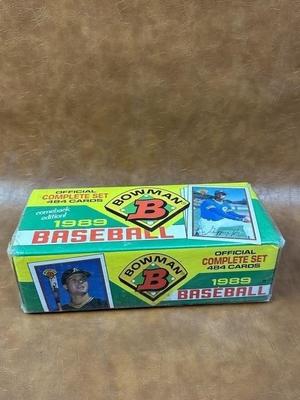 OFFICIAL
COMPLETE SET
484 CARDS
comeback
edition!
1989
BASEBALL
BOWMAN
B
BOWMAN
B
OFFICIAL
COMPLETE SET
484 CARDS
1989
BASEBALL